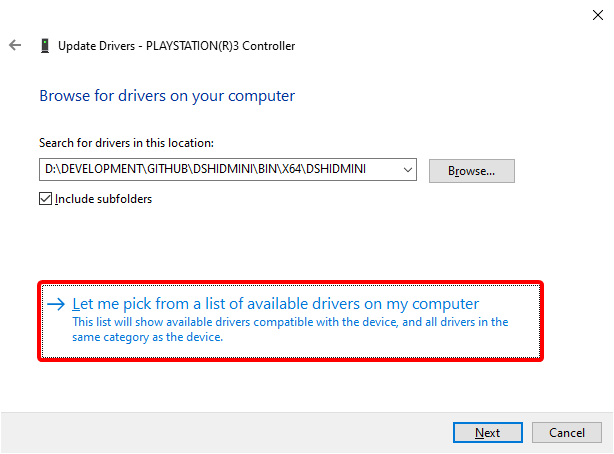 Update Drivers - PLAYSTATION(R)3 Controller
Browse for drivers on your computer
Search for drivers in this location:
D:\DEVELOPMENT\GITHUB\DSHIDMINI\BIN\X64\DSHIDMINI
Browse...
Include subfolders
Let me pick from a list of available drivers on my computer
This list will show available drivers compatible with the device, and all drivers in the
same category as the device.
Next
Cancel